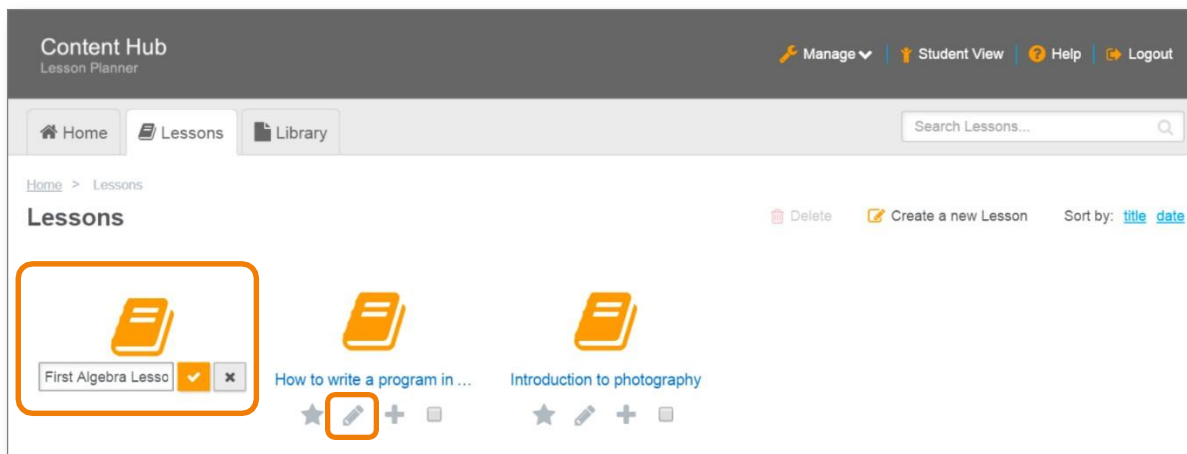 Content Hub
Lesson Planner
Manage Student View ? Help Logout
Home Lessons Library Search Lessons...
Home > Lessons
Lessons Delete Create a new Lesson Sort by: title date
First Algebra Lesso How to write a program in ... Introduction to photography